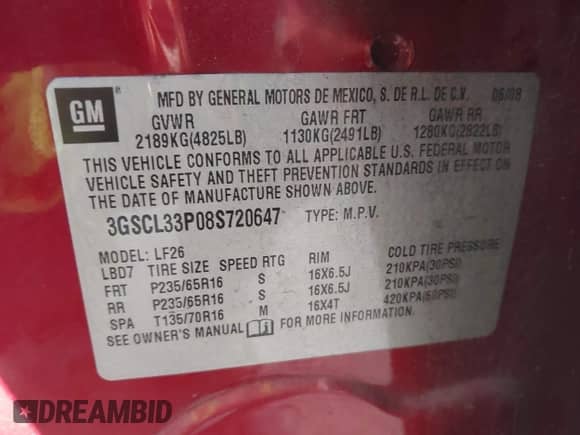 GM
MFD BY GENERAL MOTORS DE MEXICO, S. DE R.L. DE C.V. 06/08
GVWR GAWR FRT GAWR RR
2189KG(4825LB) 1130KG(2491LB) 1280KG(2822LB)
THIS VEHICLE CONFORMS TO ALL APPLICABLE U.S. FEDERAL MOTOR
VEHICLE SAFETY AND THEFT PREVENTION STANDARDS IN EFFECT ON
THE DATE OF MANUFACTURE SHOWN ABOVE.
3GSCL33P08S720647 TYPE: M.P.V.
MODEL: LF26
LBD7 TIRE SIZE SPEED RTG RIM COLD TIRE PRESSURE
FRT P235/65R16 S 16X6.5J 210KPA(30PSI)
RR P235/65R16 S 16X6.5J 210KPA(30PSI)
SPA T135/70R16 M 16X4T 420KPA(60PSI)
SEE OWNER'S MANUAL FOR MORE INFORMATION.
DREAMBID